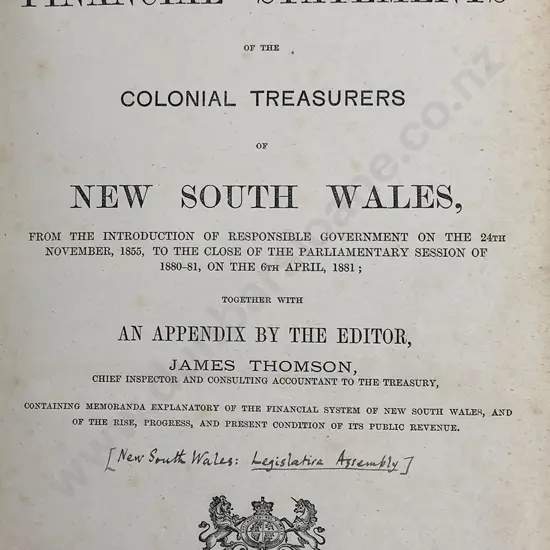 FINANCIAL STATEMENTS
OF THE
COLONIAL TREASURERS
OF
NEW SOUTH WALES,
FROM THE INTRODUCTION OF RESPONSIBLE GOVERNMENT ON THE 24TH
NOVEMBER, 1855, TO THE CLOSE OF THE PARLIAMENTARY SESSION OF
1880-81, ON THE 6TH APRIL, 1881;
TOGETHER WITH
AN APPENDIX BY THE EDITOR,
JAMES THOMSON,
CHIEF INSPECTOR AND CONSULTING ACCOUNTANT TO THE TREASURY,
CONTAINING MEMORANDA EXPLANATORY OF THE FINANCIAL SYSTEM OF NEW SOUTH WALES, AND
OF THE RISE, PROGRESS, AND PRESENT CONDITION OF ITS PUBLIC REVENUE.
[New South Wales: Legislative Assembly]